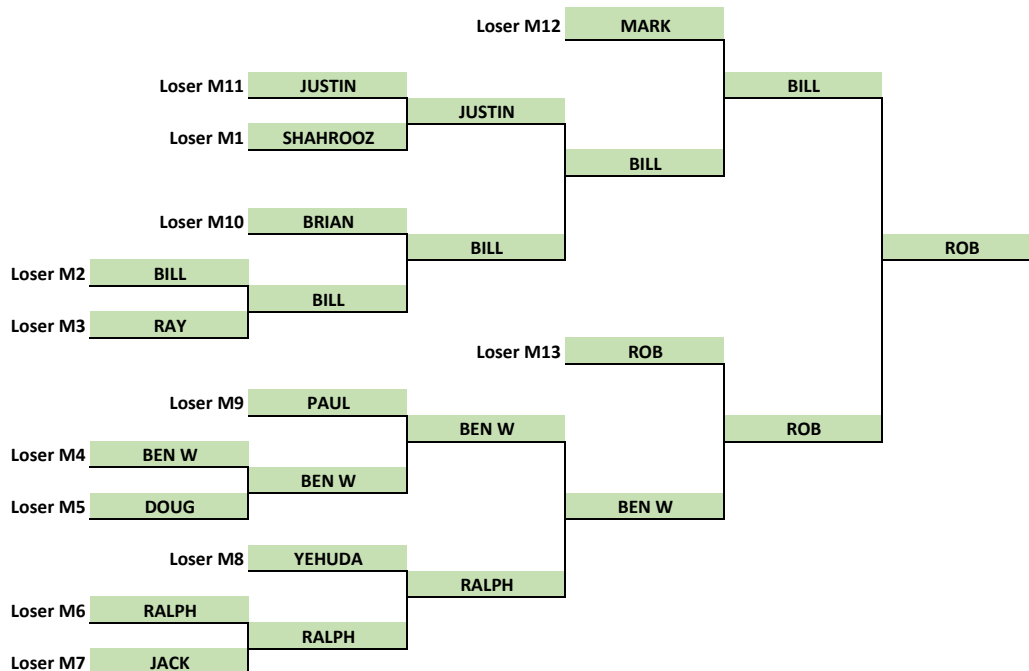 Loser M12 MARK
Loser M11 JUSTIN BILL
JUSTIN
Loser M1 SHAHROOZ
BILL
Loser M10 BRIAN
BILL ROB
Loser M2 BILL
BILL
Loser M3 RAY
Loser M13 ROB
Loser M9 PAUL
BEN W ROB
Loser M4 BEN W
BEN W
Loser M5 DOUG BEN W
Loser M8 YEHUDA
RALPH
Loser M6 RALPH
RALPH
Loser M7 JACK